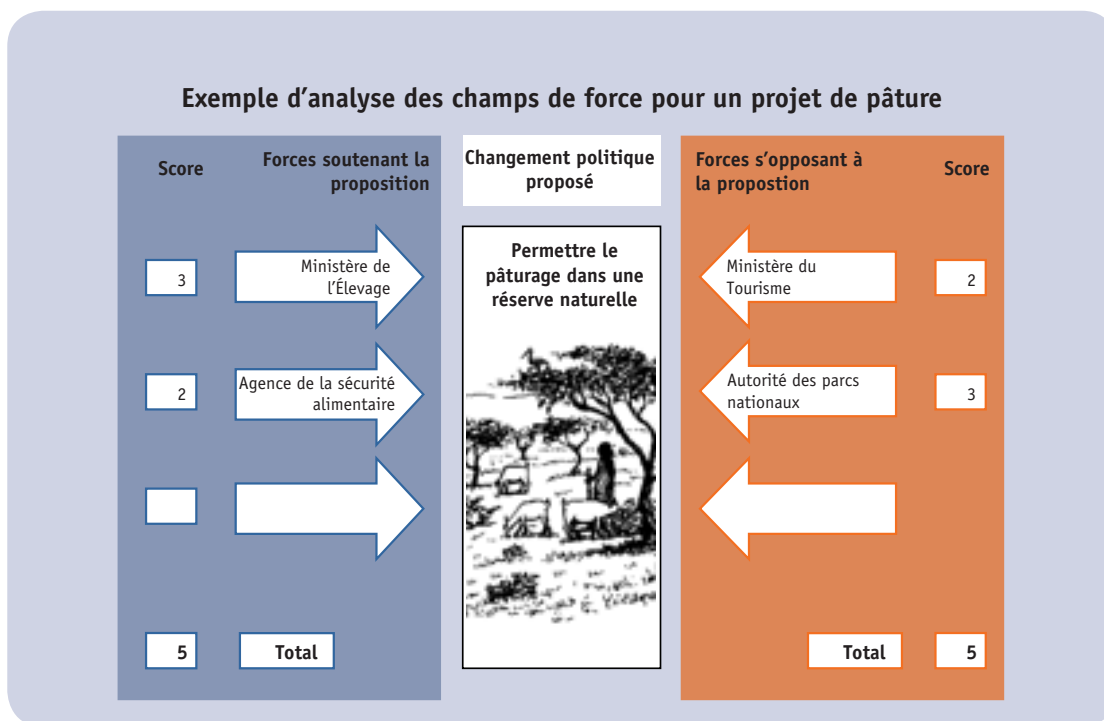 Exemple d'analyse des champs de force pour un projet de pâture
Score
Forces soutenant la
proposition
Changement politique
proposé
Forces s'opposant à
la propostion
Score
3
Ministère de
l'Élevage
Permettre le
pâturage dans une
réserve naturelle
Ministère du
Tourisme
2
2
Agence de la sécurité
alimentaire
Autorité des parcs
nationaux
3
5
Total
Total
5